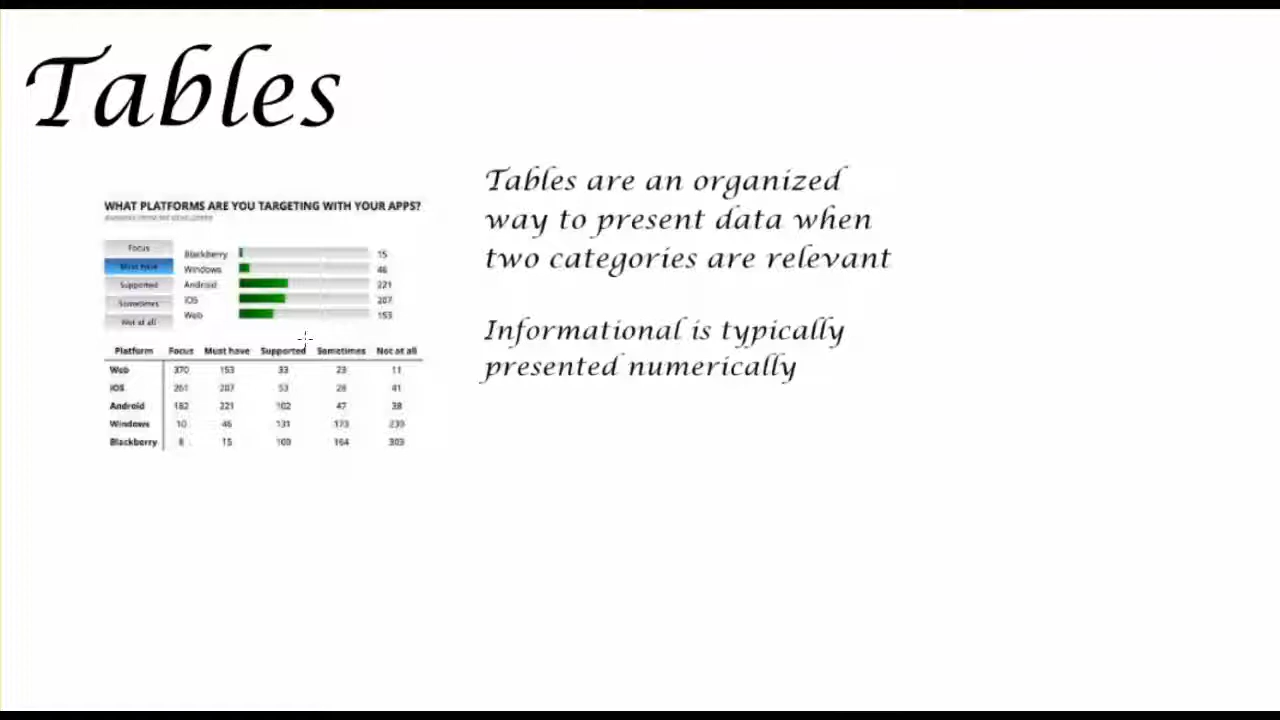 Tables
WHAT PLATFORMS ARE YOU TARGETING WITH YOUR APPS?
Focus
Must have
Supported
Sometimes
Not at all
Blackberry 15
Windows 46
Android 221
iOS 207
Web 153
Platform Focus Must have Supported Sometimes Not at all
Web 370 153 33 23 11
iOS 261 207 53 28 41
Android 182 221 102 47 38
Windows 10 46 131 173 230
Blackberry 8 15 100 164 303
Tables are an organized
way to present data when
two categories are relevant
Informational is typically
presented numerically